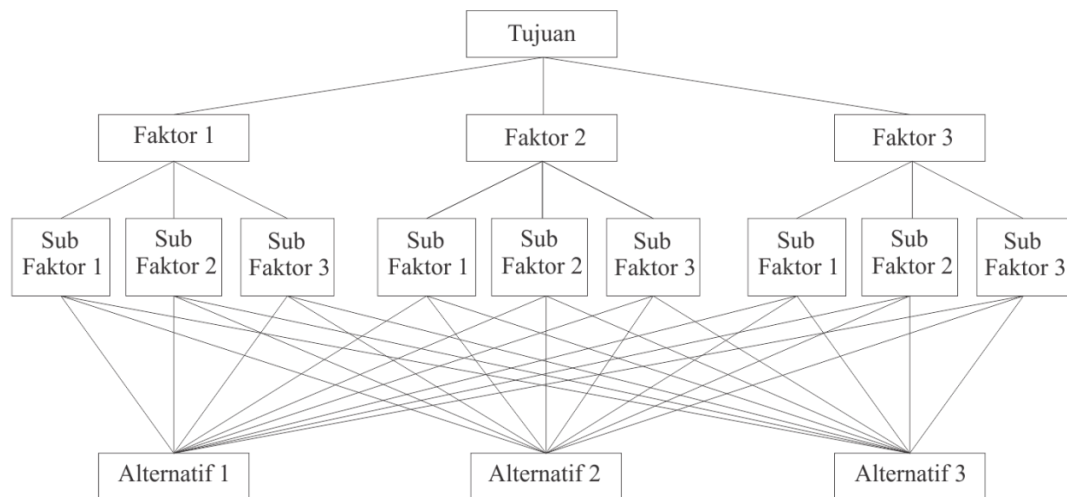 Tujuan
Faktor 1
Faktor 2
Faktor 3
Sub
Faktor 1
Sub
Faktor 2
Sub
Faktor 3
Sub
Faktor 1
Sub
Faktor 2
Sub
Faktor 3
Sub
Faktor 1
Sub
Faktor 2
Sub
Faktor 3
Alternatif 1
Alternatif 2
Alternatif 3